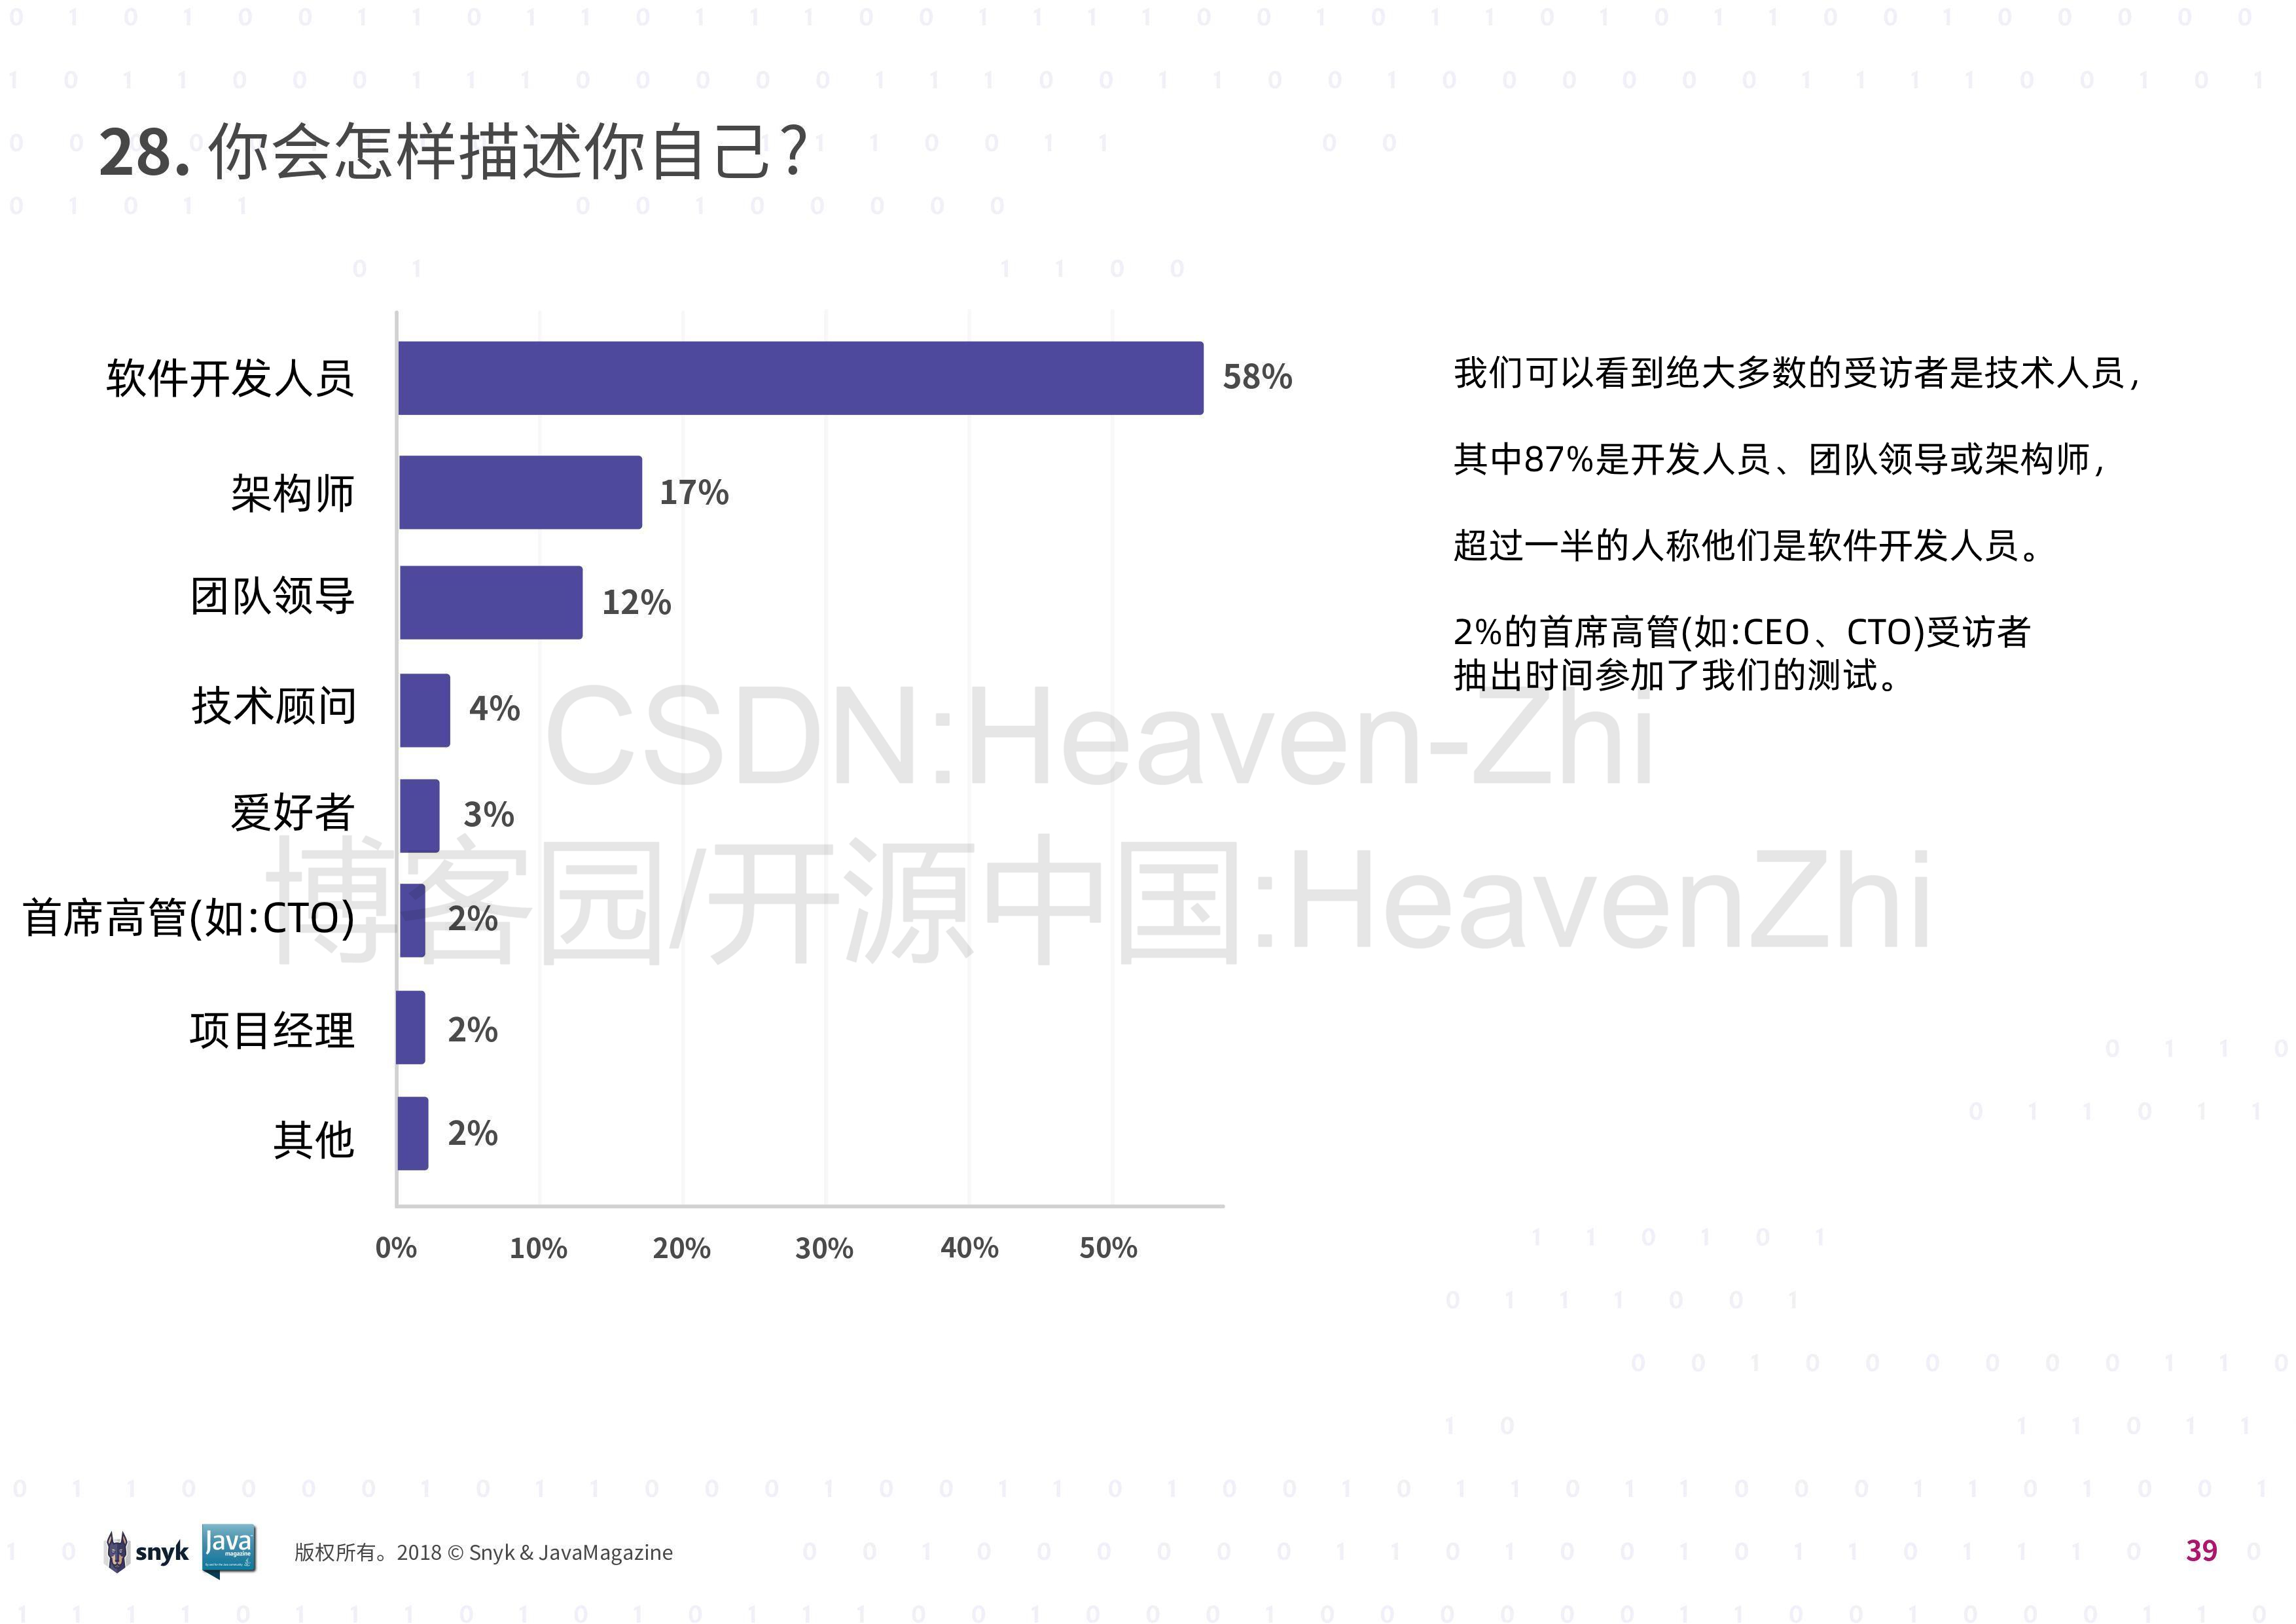 28. 你会怎样描述你自己?
软件开发人员
58%
架构师
17%
团队领导
12%
技术顾问
4%
爱好者
3%
首席高管(如:CTO)
2%
项目经理
2%
其他
2%
0% 10% 20% 30% 40% 50%
我们可以看到绝大多数的受访者是技术人员,
其中87%是开发人员、团队领导或架构师,
超过一半的人称他们是软件开发人员。
2%的首席高管(如:CEO、CTO)受访者
抽出时间参加了我们的测试。
CSDN:Heaven-Zhi
博客园/开源中国:HeavenZhi
snyk
Java
magazine
版权所有。2018 © Snyk & JavaMagazine
39